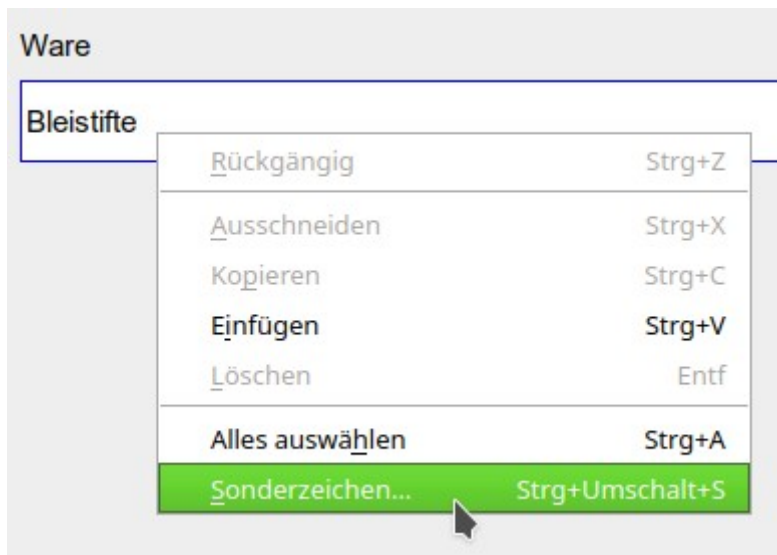 Ware
Bleistifte
Rückgängig Strg+Z
Ausschneiden Strg+X
Kopieren Strg+C
Einfügen Strg+V
Löschen Entf
Alles auswählen Strg+A
Sonderzeichen... Strg+Umschalt+S